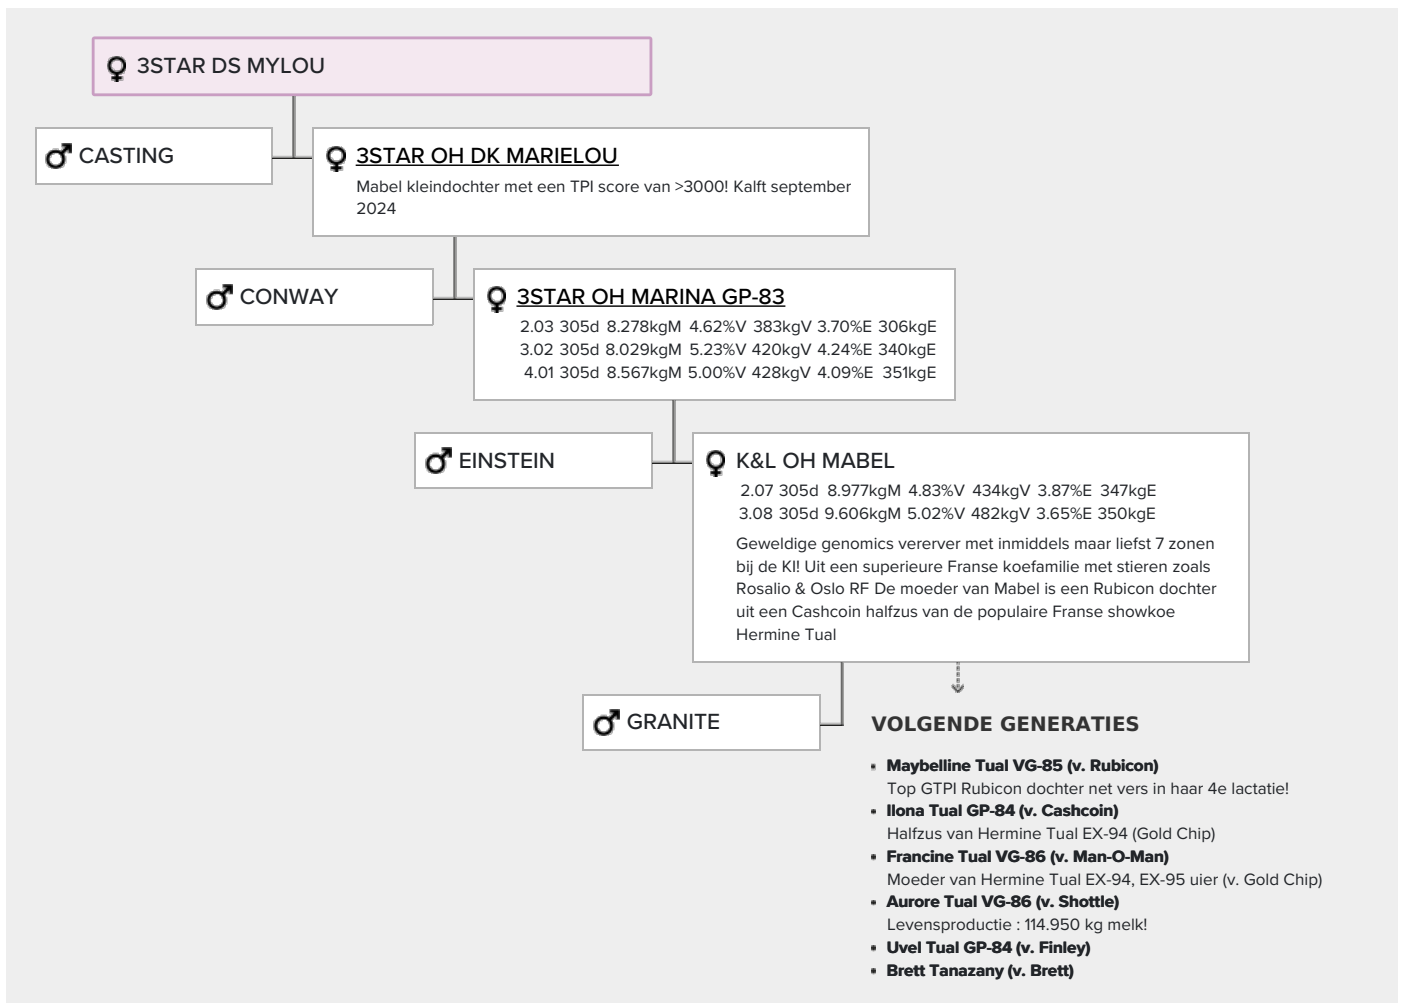 3STAR DS MYLOU
CASTING
3STAR OH DK MARIELOU
Mabel kleindochter met een TPI score van >3000! Kalft september
2024
CONWAY
3STAR OH MARINA GP-83
2.03 305d 8.278kgM 4.62%V 383kgV 3.70%E 306kgE
3.02 305d 8.029kgM 5.23%V 420kgV 4.24%E 340kgE
4.01 305d 8.567kgM 5.00%V 428kgV 4.09%E 351kgE
EINSTEIN
K&L OH MABEL
2.07 305d 8.977kgM 4.83%V 434kgV 3.87%E 347kgE
3.08 305d 9.606kgM 5.02%V 482kgV 3.65%E 350kgE
Geweldige genomics vererver met inmiddels maar liefst 7 zonen
bij de KI! Uit een superieure Franse koefamilie met stieren zoals
Rosalio & Oslo RF De moeder van Mabel is een Rubicon dochter
uit een Cashcoin halfzus van de populaire Franse showkoe
Hermine Tual
GRANITE
VOLGENDE GENERATIES
Maybelline Tual VG-85 (v. Rubicon)
Top GTPI Rubicon dochter net vers in haar 4e lactatie!
Ilona Tual GP-84 (v. Cashcoin)
Halfzus van Hermine Tual EX-94 (Gold Chip)
Francine Tual VG-86 (v. Man-O-Man)
Moeder van Hermine Tual EX-94, EX-95 uier (v. Gold Chip)
Aurore Tual VG-86 (v. Shottle)
Levensproductie : 114.950 kg melk!
Uvel Tual GP-84 (v. Finley)
Brett Tanazany (v. Brett)